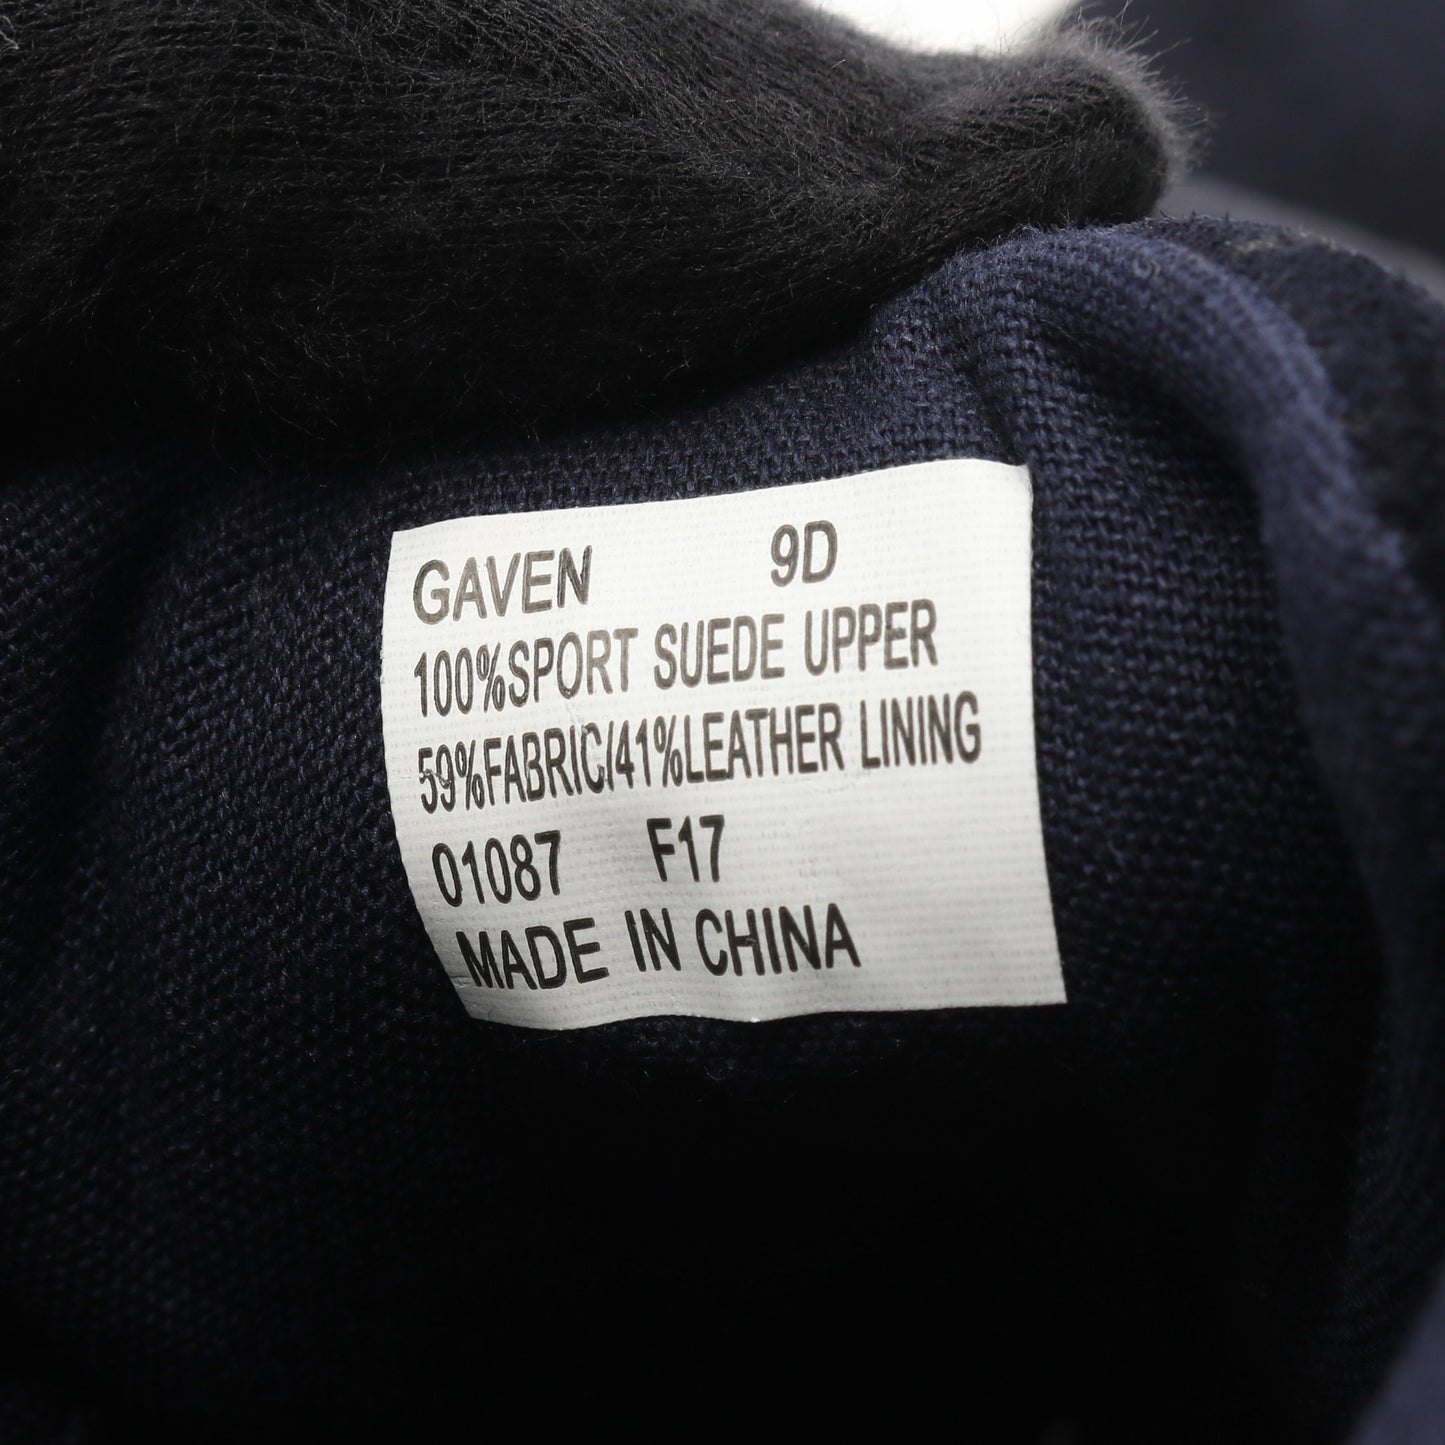 GAVEN 9D
100%SPORT SUEDE UPPER
59%FABRIC/41%LEATHER LINING
01087 F17
MADE IN CHINA